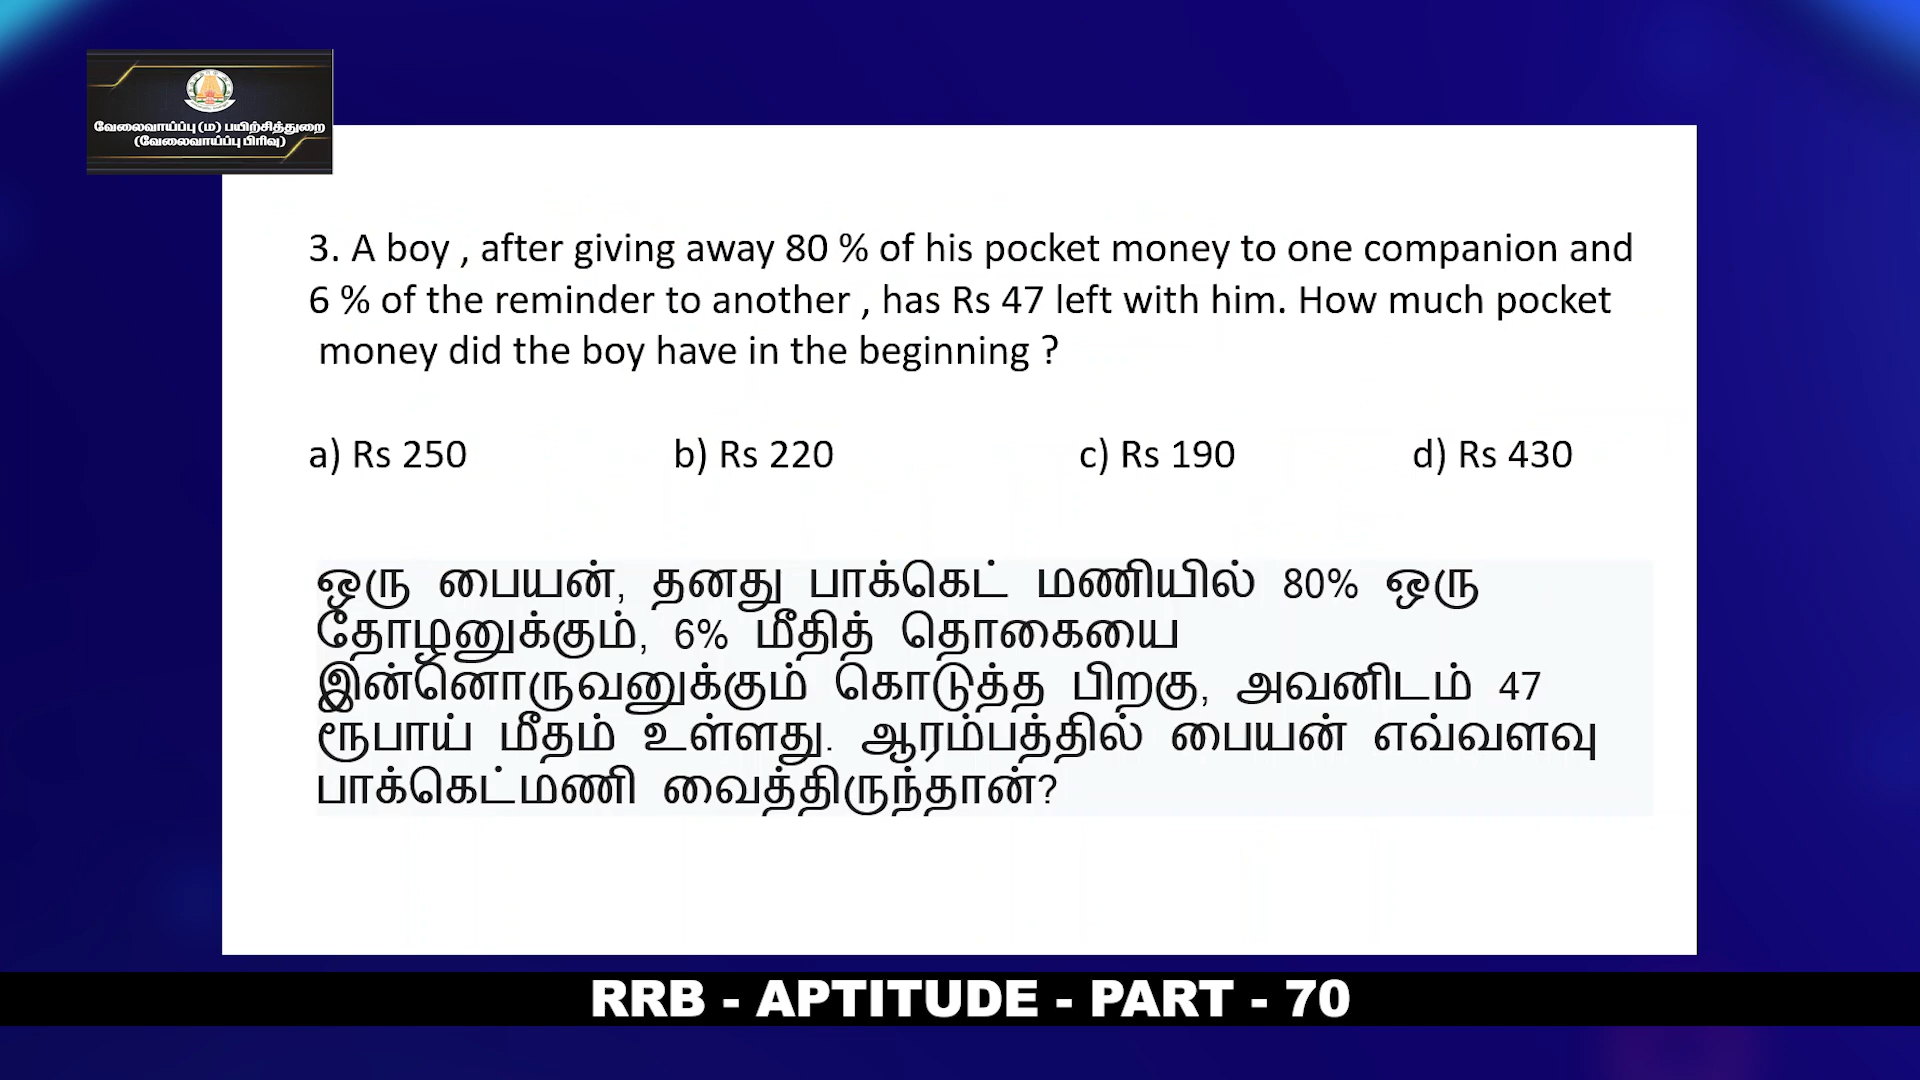 வேலைவாய்ப்பு (ம) பயிற்சித்துறை
(வேலைவாய்ப்பு பிரிவு)
3. A boy , after giving away 80 % of his pocket money to one companion and
6 % of the reminder to another , has Rs 47 left with him. How much pocket
money did the boy have in the beginning ?
a) Rs 250 b) Rs 220 c) Rs 190 d) Rs 430
ஒரு பையன், தனது பாக்கெட் மணியில் 80% ஒரு
தோழனுக்கும், 6% மீதித் தொகையை
இன்னொருவனுக்கும் கொடுத்த பிறகு, அவனிடம் 47
ரூபாய் மீதம் உள்ளது. ஆரம்பத்தில் பையன் எவ்வளவு
பாக்கெட்மணி வைத்திருந்தான்?
RRB - APTITUDE - PART - 70